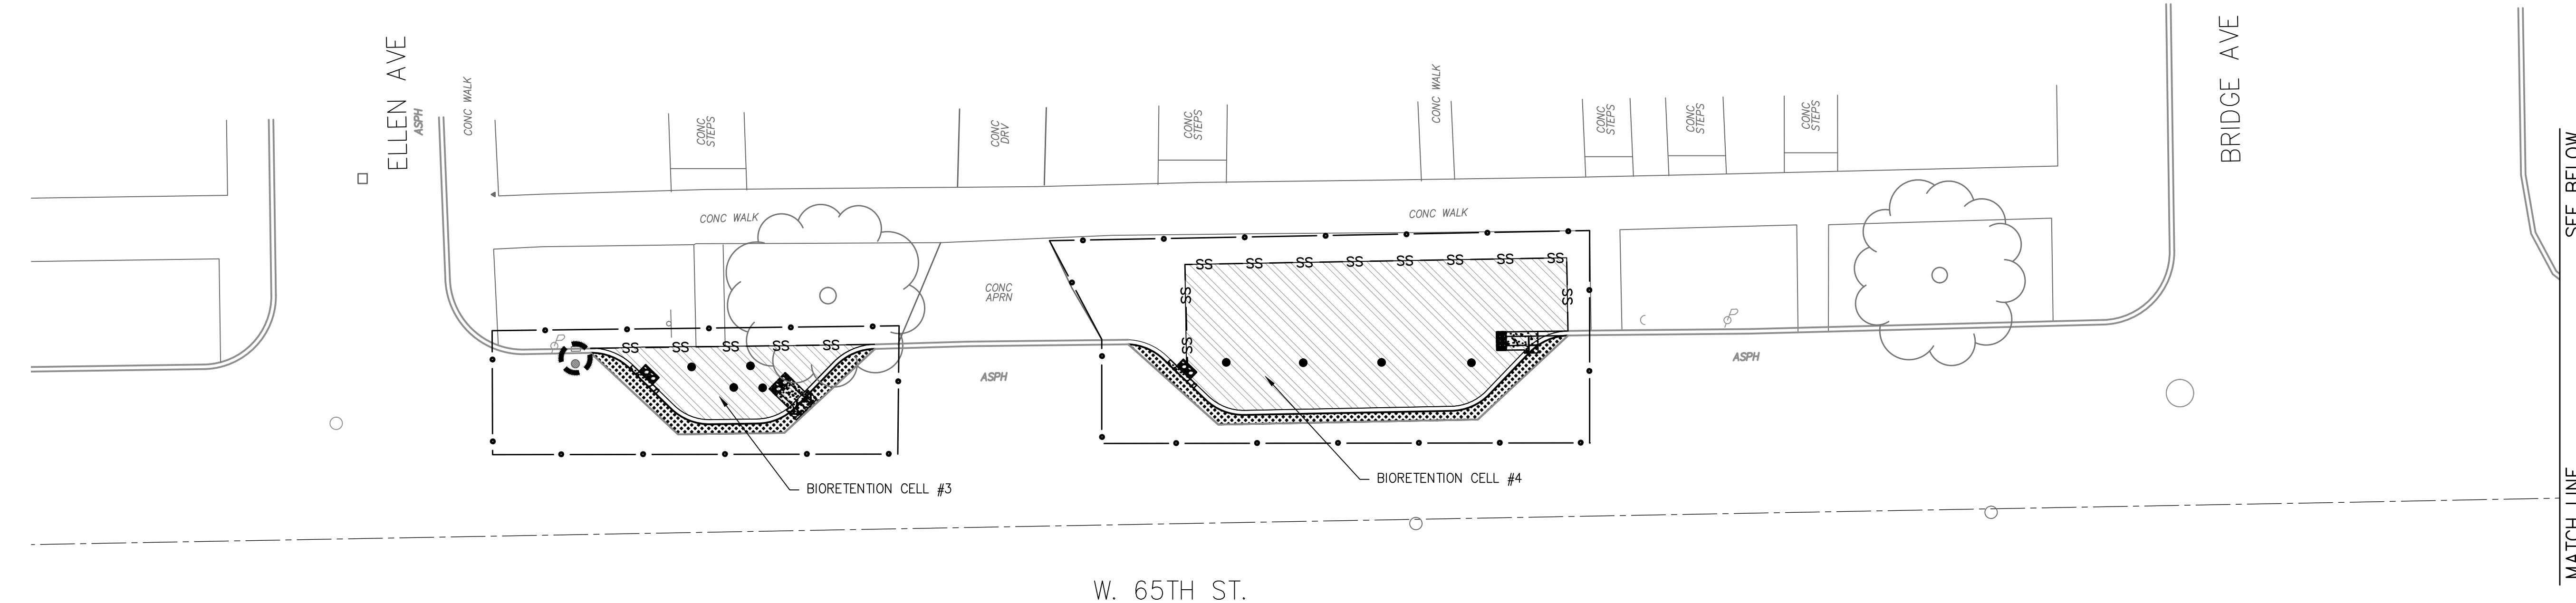 ELLEN AVE
ASPH
CONC WALK
CONC
STEPS
CONC
DRV
CONC
STEPS
CONC WALK
CONC
STEPS
CONC
STEPS
CONC
STEPS
BRIDGE AVE
MATCH LINE
SEE BELOW
CONC WALK
CONC WALK
CONC
APRN
SS SS SS SS SS SS SS SS
SS
SS
SS
SS SS SS SS SS
ASPH
ASPH
BIORETENTION CELL #3
BIORETENTION CELL #4
W. 65TH ST.